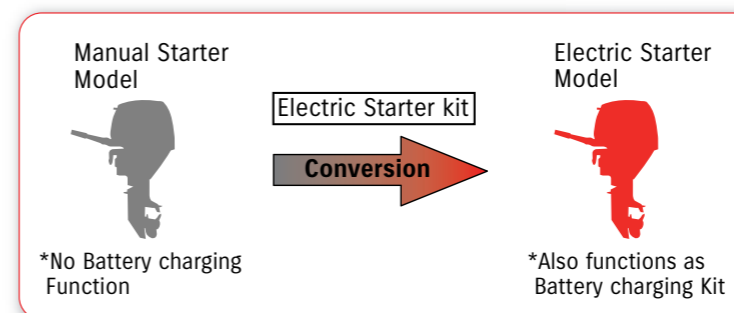 Manual Starter
Model
Electric Starter kit
Conversion
Electric Starter
Model
*No Battery charging
Function
*Also functions as
Battery charging Kit